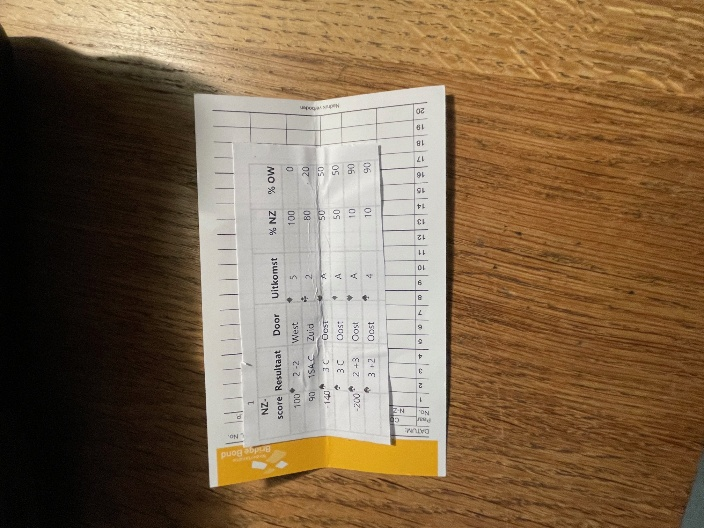 1
NZ-
score Resultaat Door Uitkomst % NZ % OW
100 ♠ 2 -2 West 5 100 0
90 1SA C Zuid 2 80 20
-140 ♠ 3 C Oost A 50 50
♠ 3 C Oost A 50 50
-200 ♠ 2 +3 Oost A 10 90
♠ 3 +2 Oost 4 10 90
Bridge Bond
DATUM:
Paar
No.
N-Z
No.
1
2
3
4
5
6
7
8
9
10
11
12
13
14
15
16
17
18
19
20
Nadruk verboden